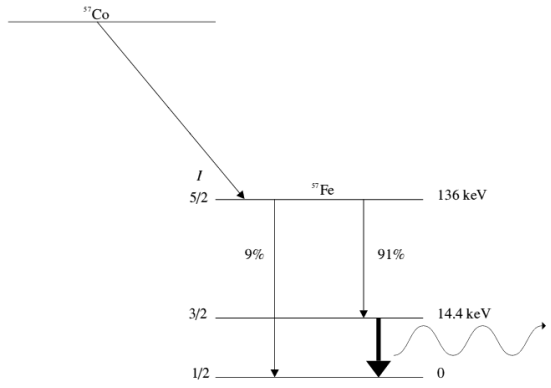 ⁵⁷Co
I
5/2
⁵⁷Fe
136 keV
9%
91%
3/2
14.4 keV
1/2
0